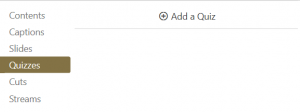 Contents
Captions
Slides
Quizzes
Cuts
Streams
Add a Quiz